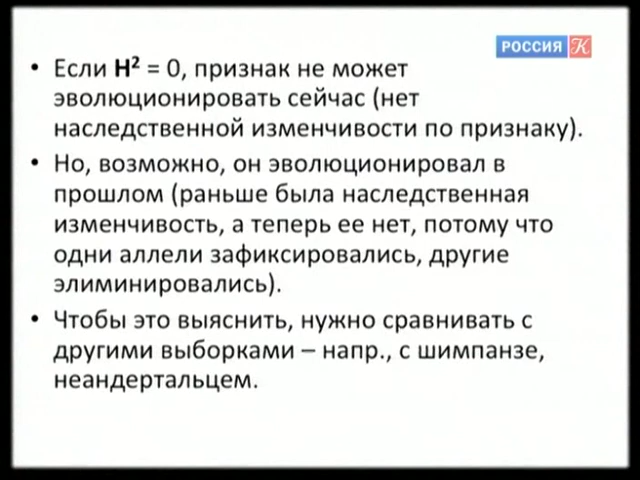 РОССИЯ К
• Если H² = 0, признак не может
эволюционировать сейчас (нет
наследственной изменчивости по признаку).
• Но, возможно, он эволюционировал в
прошлом (раньше была наследственная
изменчивость, а теперь ее нет, потому что
одни аллели зафиксировались, другие
элиминировались).
• Чтобы это выяснить, нужно сравнивать с
другими выборками – напр., с шимпанзе,
неандертальцем.